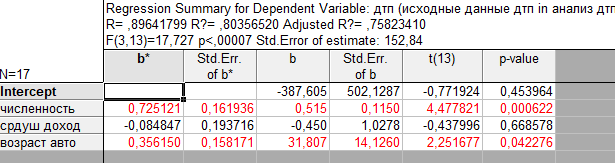 Regression Summary for Dependent Variable: дтп (исходные данные дтп in анализ дтп
R= ,89641799 R?= ,80356520 Adjusted R?= ,75823410
F(3,13)=17,727 p<,00007 Std.Error of estimate: 152,84
N=17 b* Std.Err. of b* b Std.Err. of b t(13) p-value
Intercept -387,605 502,1287 -0,771924 0,453964
численность 0,725121 0,161936 0,515 0,1150 4,477821 0,000622
срдуш доход -0,084847 0,193716 -0,450 1,0278 -0,437996 0,668578
возраст авто 0,356150 0,158171 31,807 14,1260 2,251677 0,042276